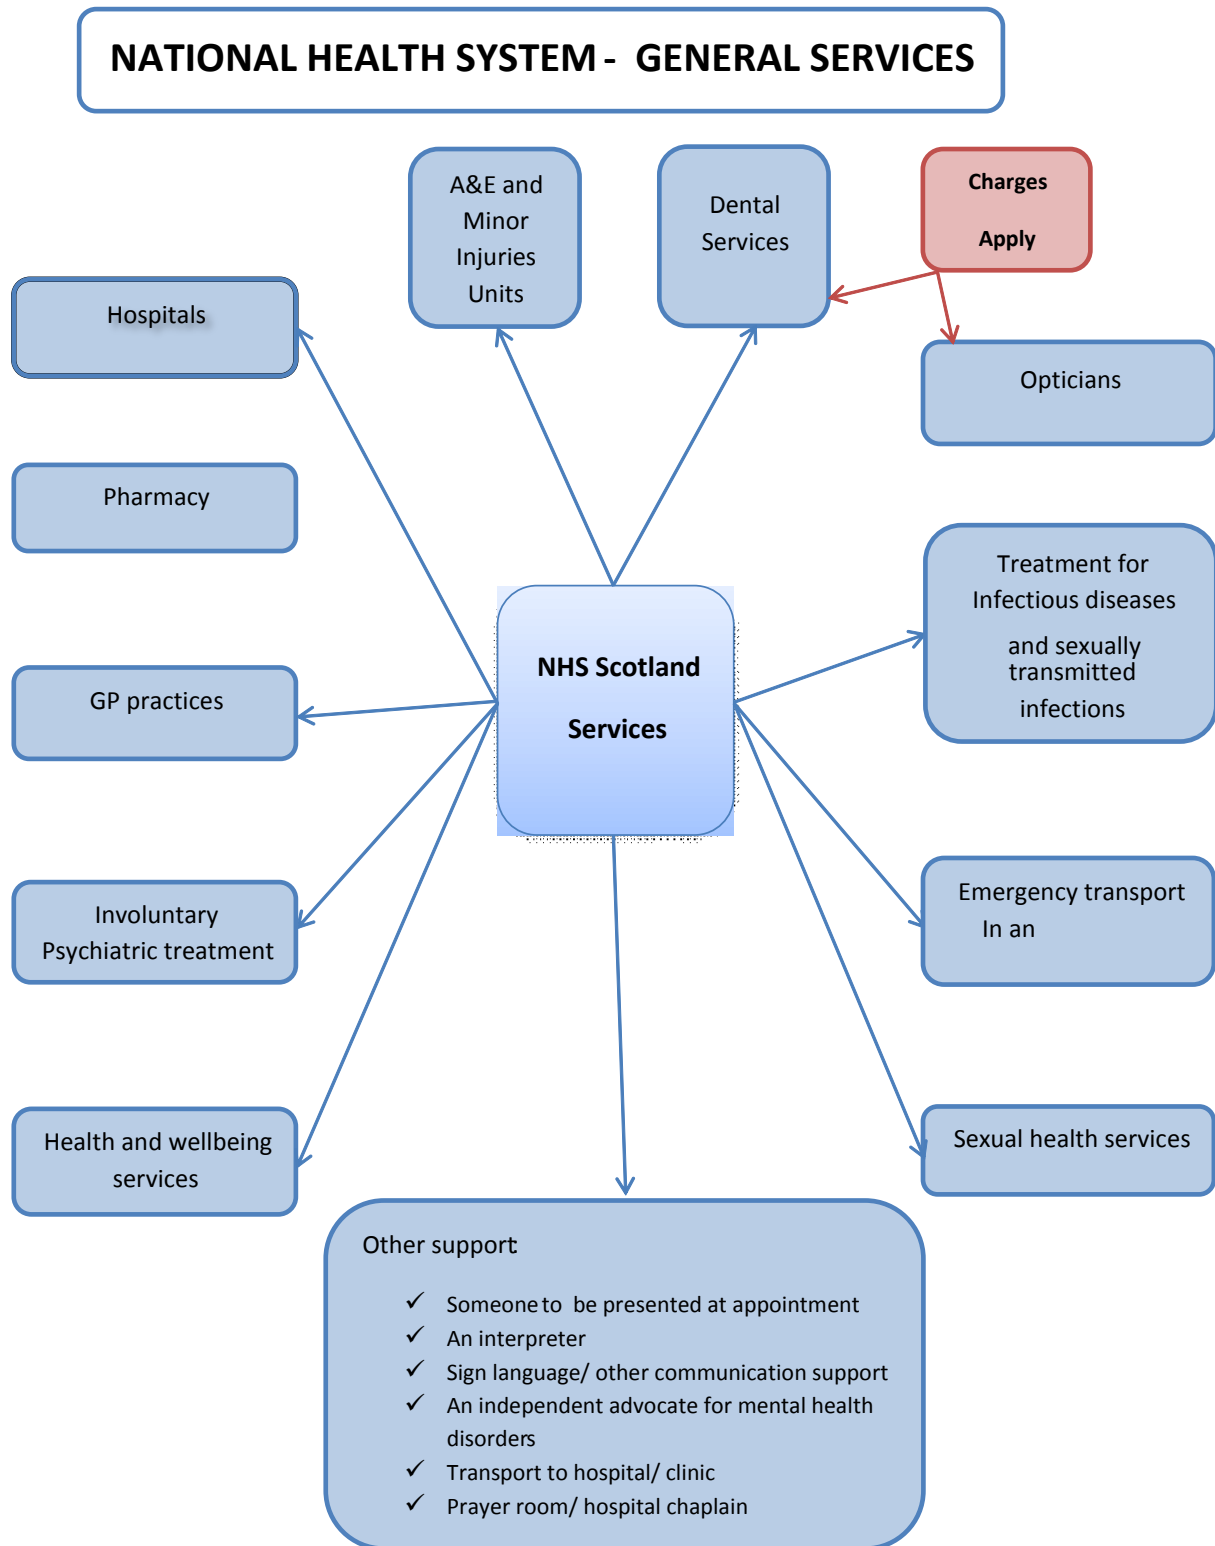 NATIONAL HEALTH SYSTEM - GENERAL SERVICES
A&E and
Minor
Injuries
Units
Dental
Services
Charges
Apply
Hospitals
Opticians
Pharmacy
Treatment for
Infectious diseases
and sexually
transmitted
infections
NHS Scotland
Services
GP practices
Involuntary
Psychiatric treatment
Emergency transport
In an
Health and wellbeing
services
Sexual health services
Other support:
✓ Someone to be presented at appointment
✓ An interpreter
✓ Sign language/ other communication support
✓ An independent advocate for mental health
disorders
✓ Transport to hospital/ clinic
✓ Prayer room/ hospital chaplain